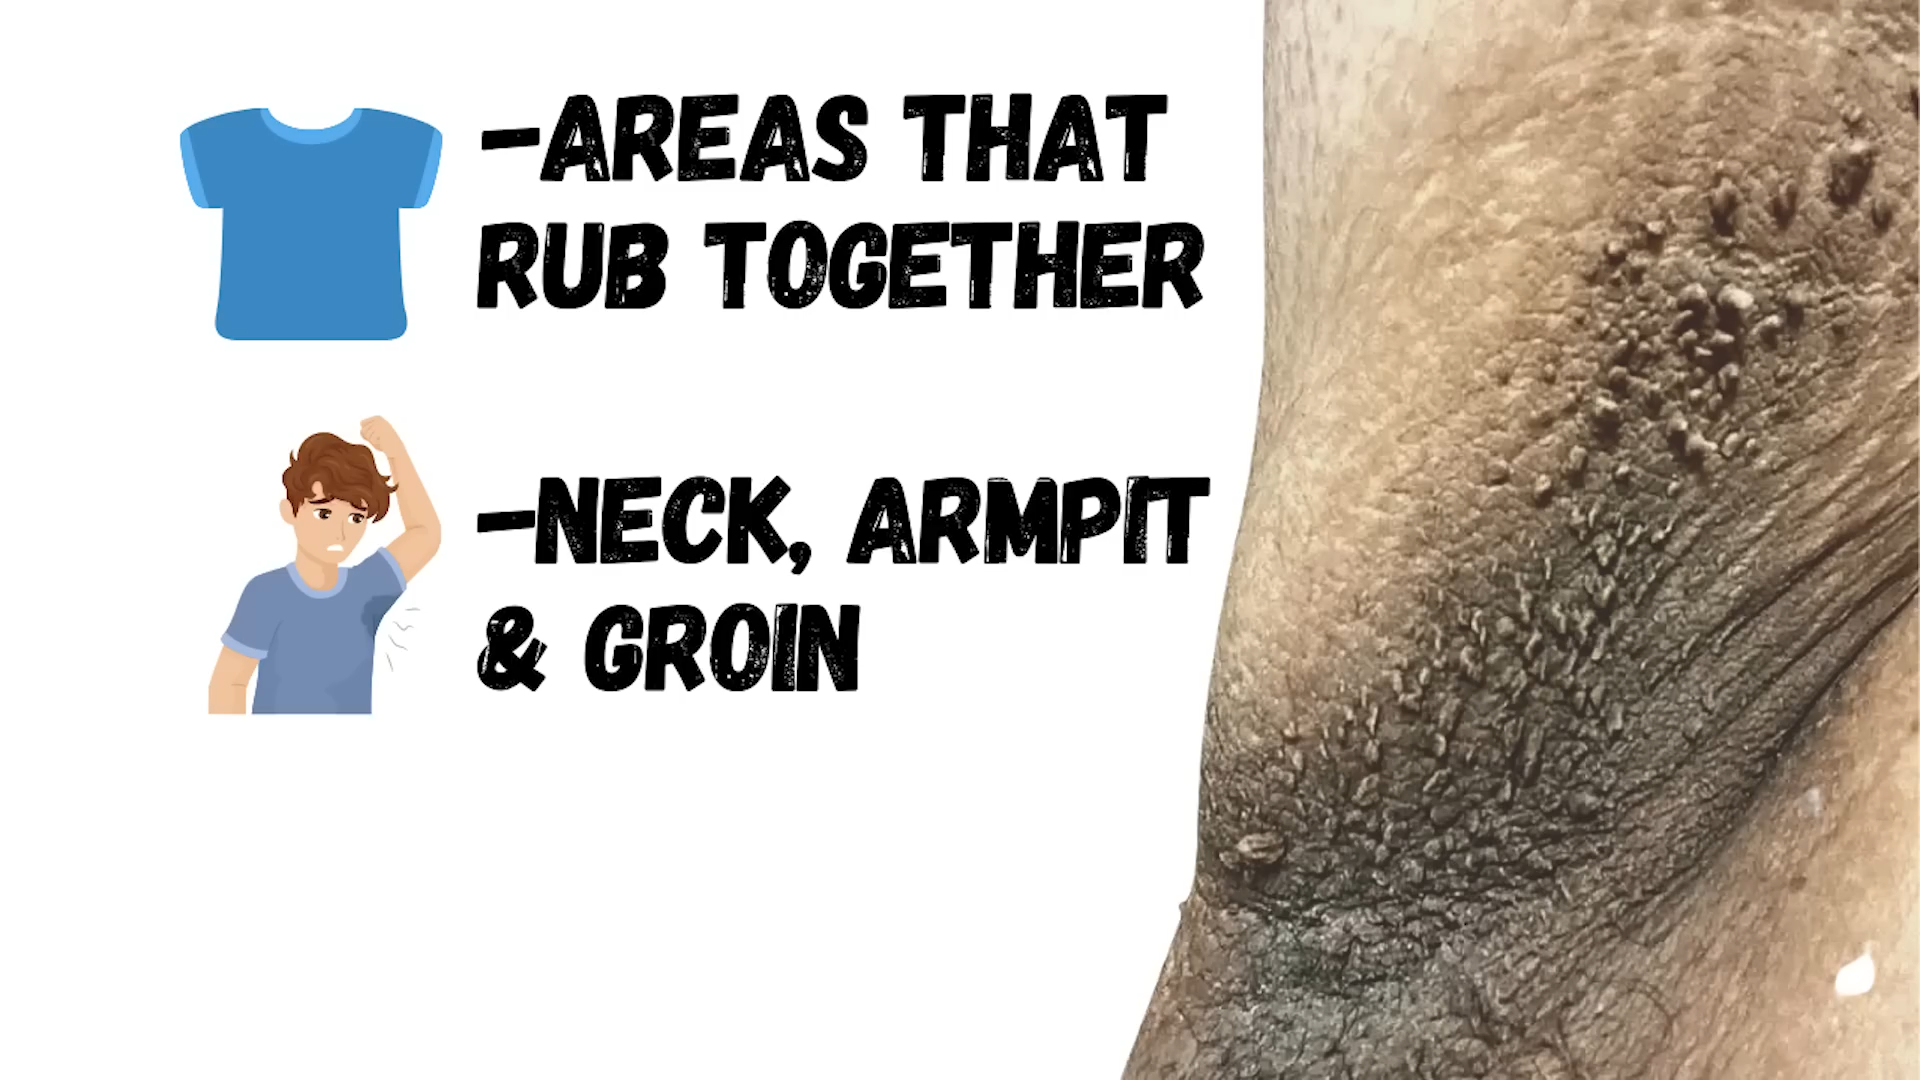 -AREAS THAT
RUB TOGETHER
-NECK, ARMPIT
& GROIN